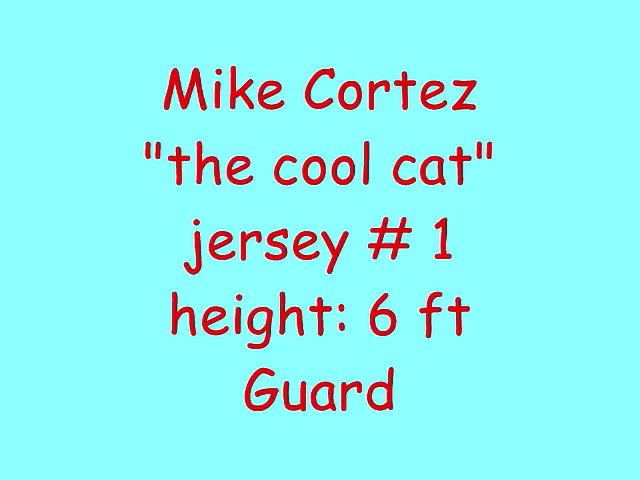 Mike Cortez
"the cool cat"
jersey # 1
height: 6 ft
Guard